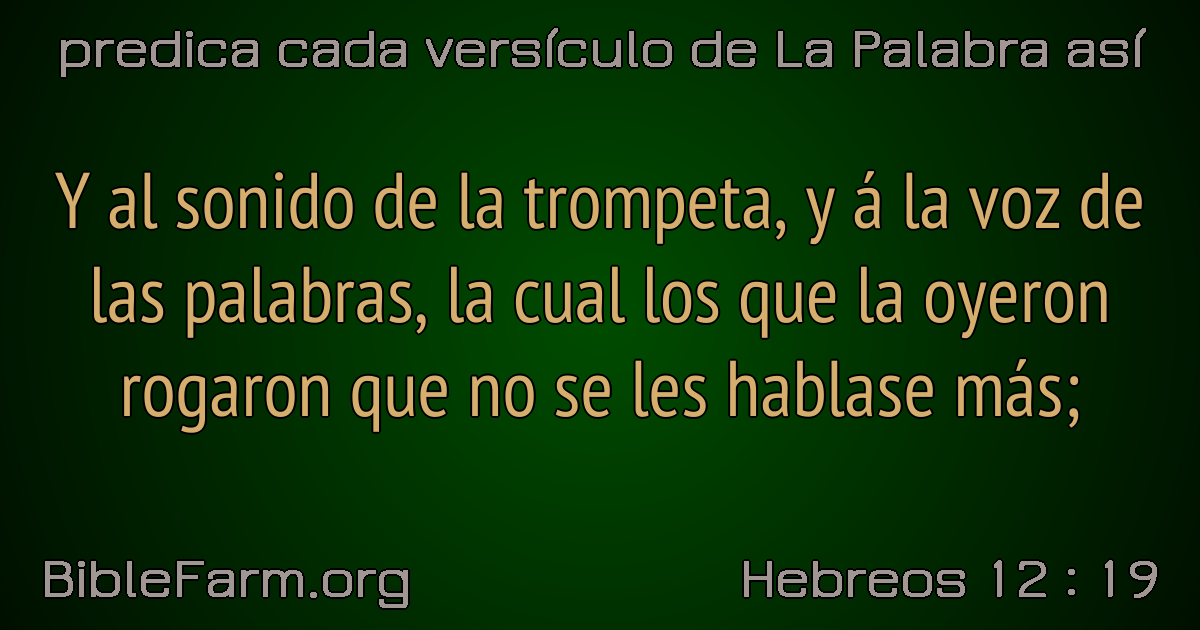 predica cada versículo de La Palabra así
Y al sonido de la trompeta, y á la voz de
las palabras, la cual los que la oyeron
rogaron que no se les hablase más;
BibleFarm.org
Hebreos 12 : 19